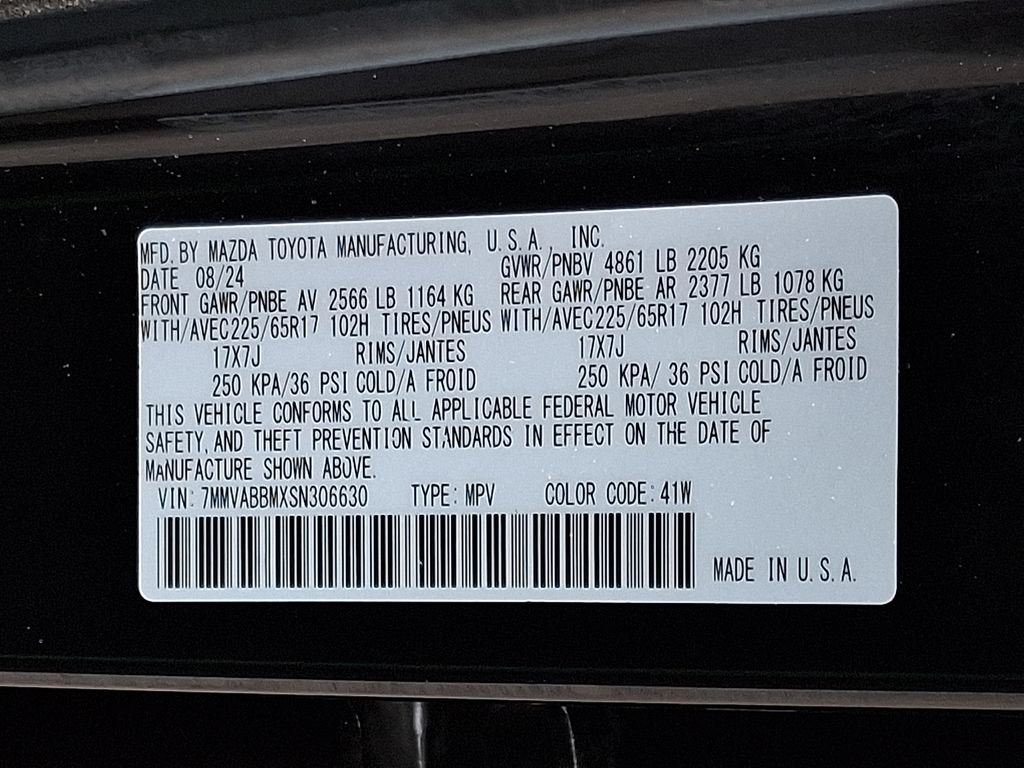 MFD. BY MAZDA TOYOTA MANUFACTURING, U.S.A., INC.
DATE 08/24 GVWR/PNBV 4861 LB 2205 KG
FRONT GAWR/PNBE AV 2566 LB 1164 KG REAR GAWR/PNBE AR 2377 LB 1078 KG
WITH/AVEC225/65R17 102H TIRES/PNEUS WITH/AVEC225/65R17 102H TIRES/PNEUS
17X7J RIMS/JANTES 17X7J RIMS/JANTES
250 KPA/36 PSI COLD/A FROID 250 KPA/ 36 PSI COLD/A FROID
THIS VEHICLE CONFORMS TO ALL APPLICABLE FEDERAL MOTOR VEHICLE
SAFETY, AND THEFT PREVENTION STANDARDS IN EFFECT ON THE DATE OF
MANUFACTURE SHOWN ABOVE.
VIN: 7MMVABBMXSN306630 TYPE: MPV COLOR CODE: 41W
MADE IN U.S.A.